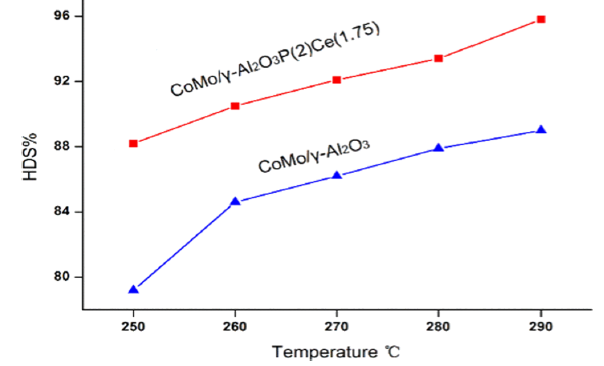 96
92
88
84
80
HDS%
CoMo/γ-Al2O3P(2)Ce(1.75)
CoMo/γ-Al2O3
250 260 270 280 290
Temperature ℃